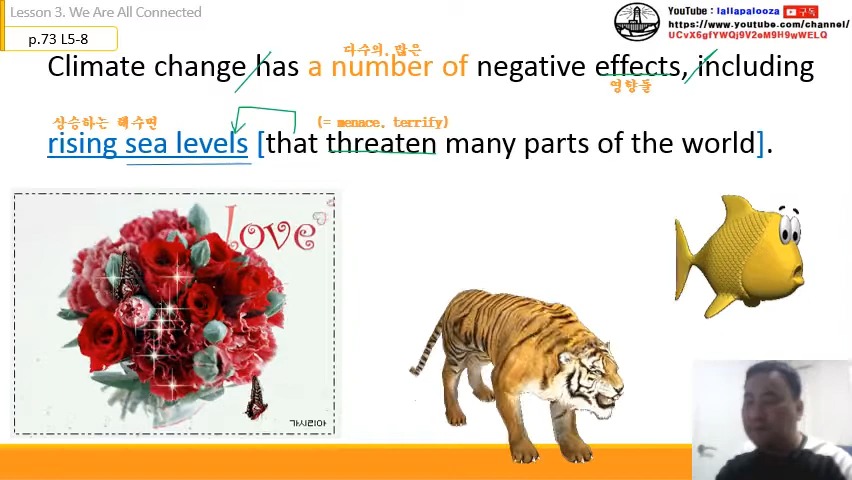 Lesson 3. We Are All Connected
YouTube : lallapalooza 구독
https://www.youtube.com/channel/
UCvX6gfYWQj9V2eM9H9wWELQ
p.73 L5-8
다수의, 많은
Climate change has a number of negative effects, including
영향들
상승하는 해수면 (= menace, terrify)
rising sea levels [that threaten many parts of the world].
Love
가시리아